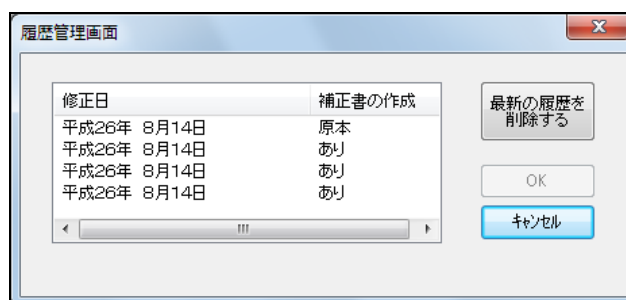 履歴管理画面
修正日 補正書の作成
平成26年 8月14日 原本
平成26年 8月14日 あり
平成26年 8月14日 あり
平成26年 8月14日 あり
最新の履歴を
削除する
OK
キャンセル